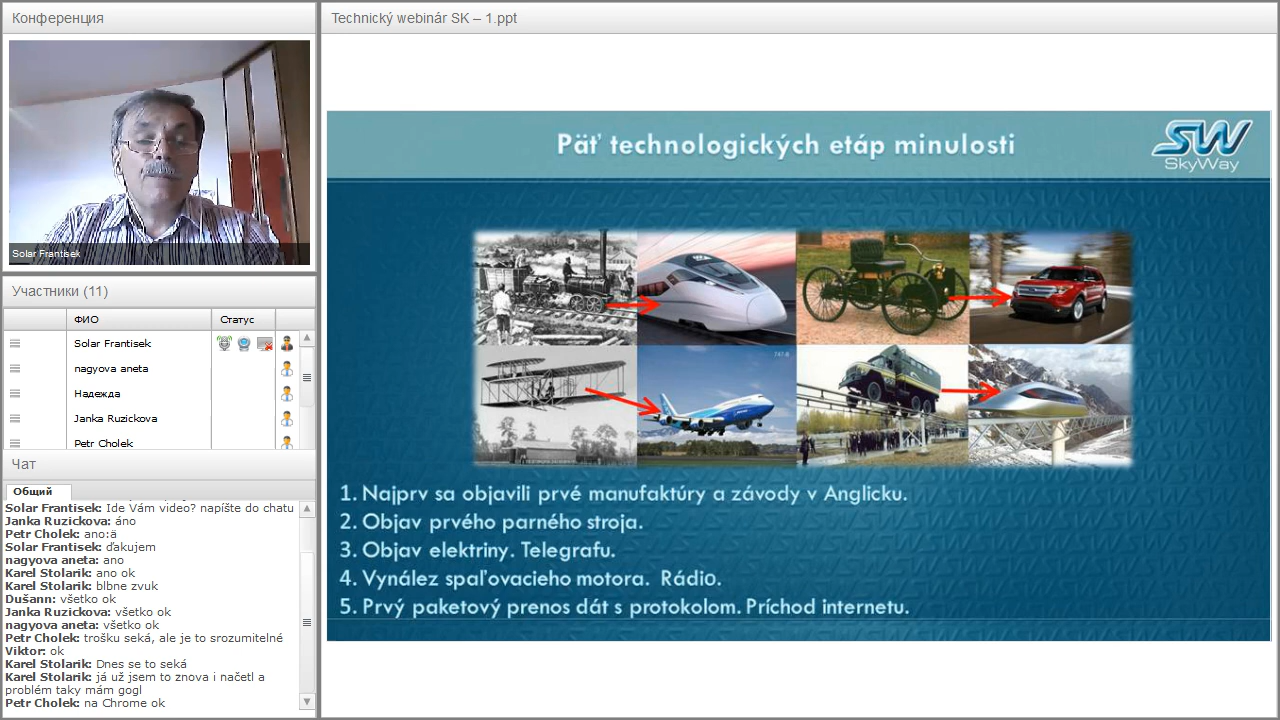 Конференция
Solar Frantisek
Участники (11)
ФИО
Статус
Solar Frantisek
nagyova aneta
Надежда
Janka Ruzickova
Petr Cholek
Чат
Общий
Solar Frantisek: Ide Vám video? napíšte do chatu
Janka Ruzickova: áno
Petr Cholek: ano:ä
Solar Frantisek: ďakujem
nagyova aneta: ano
Karel Stolarik: ano ok
Karel Stolarik: blbne zvuk
Dušann: všetko ok
Janka Ruzickova: všetko ok
nagyova aneta: všetko ok
Petr Cholek: trošku seká, ale je to srozumitelné
Viktor: ok
Karel Stolarik: Dnes se to seká
Karel Stolarik: já už jsem to znova i načetl a
problém taky mám gogl
Petr Cholek: na Chrome ok
Technický webinár SK – 1.ppt
Päť technologických etáp minulosti
SW
SkyWay
747-8
1. Najprv sa objavili prvé manufaktúry a závody v Anglicku.
2. Objav prvého parného stroja.
3. Objav elektriny. Telegrafu.
4. Vynález spaľovacieho motora. Rádio.
5. Prvý paketový prenos dát s protokolom. Príchod internetu.